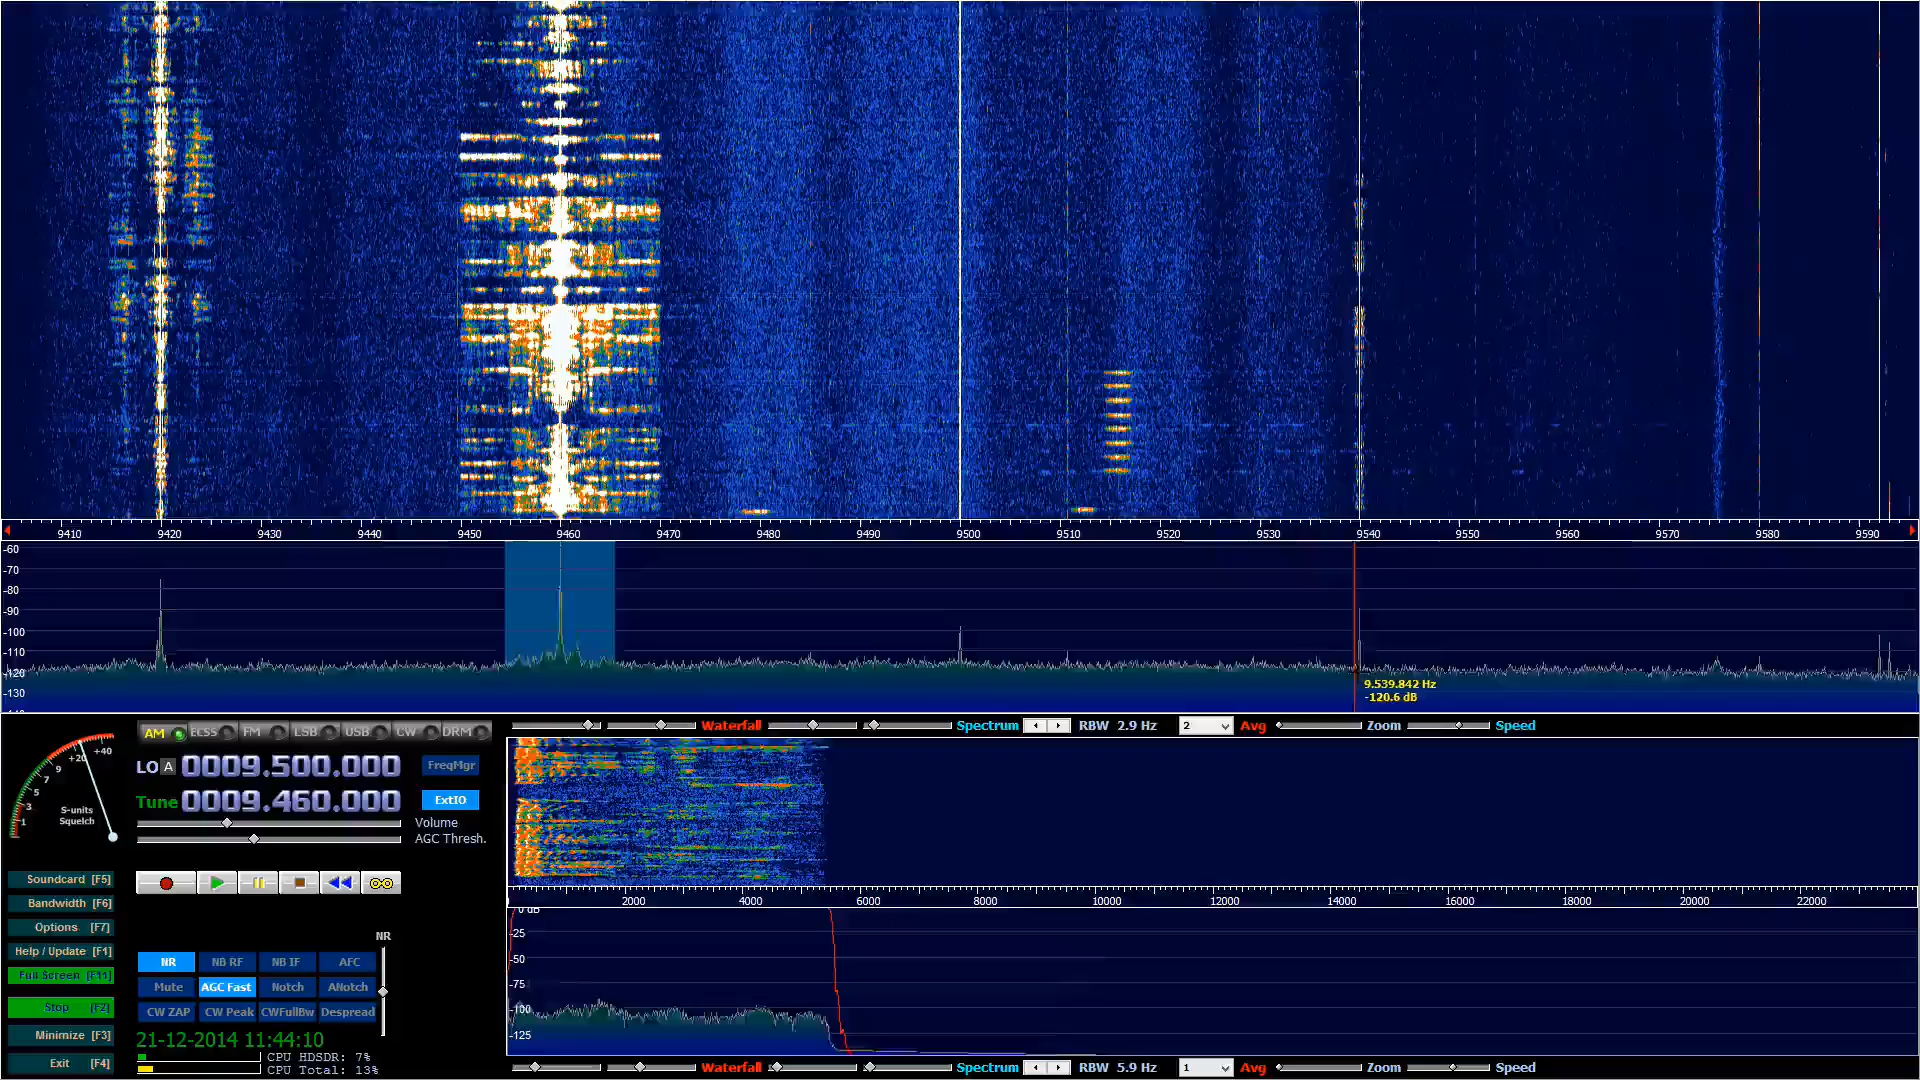 9410 9420 9430 9440 9450 9460 9470 9480 9490 9500 9510 9520 9530 9540 9550 9560 9570 9580 9590
-60
-70
-80
-90
-100
-110
-120
-130
9.539.842 Hz
-120.6 dB
Waterfall Spectrum RBW 2.9 Hz 2 Avg Zoom Speed
AM ECSS FM LSB USB CW DRM
+40
+20
9
7
5
3
1
S-units
Squelch
LO A 0009.500.000 FreqMgr
Tune 0009.460.000 ExtIO
Volume
AGC Thresh.
Soundcard [F5]
Bandwidth [F6]
Options [F7]
Help / Update [F1]
Full Screen [F11]
Stop [F2]
Minimize [F3]
Exit [F4]
NR
NR NB RF NB IF AFC
Mute AGC Fast Notch ANotch
CW ZAP CW Peak CWFullBw Despread
21-12-2014 11:44:10
CPU HDSDR: 7%
CPU Total: 13%
2000 4000 6000 8000 10000 12000 14000 16000 18000 20000 22000
0 dB
-25
-50
-75
-100
-125
Waterfall Spectrum RBW 5.9 Hz 1 Avg Zoom Speed